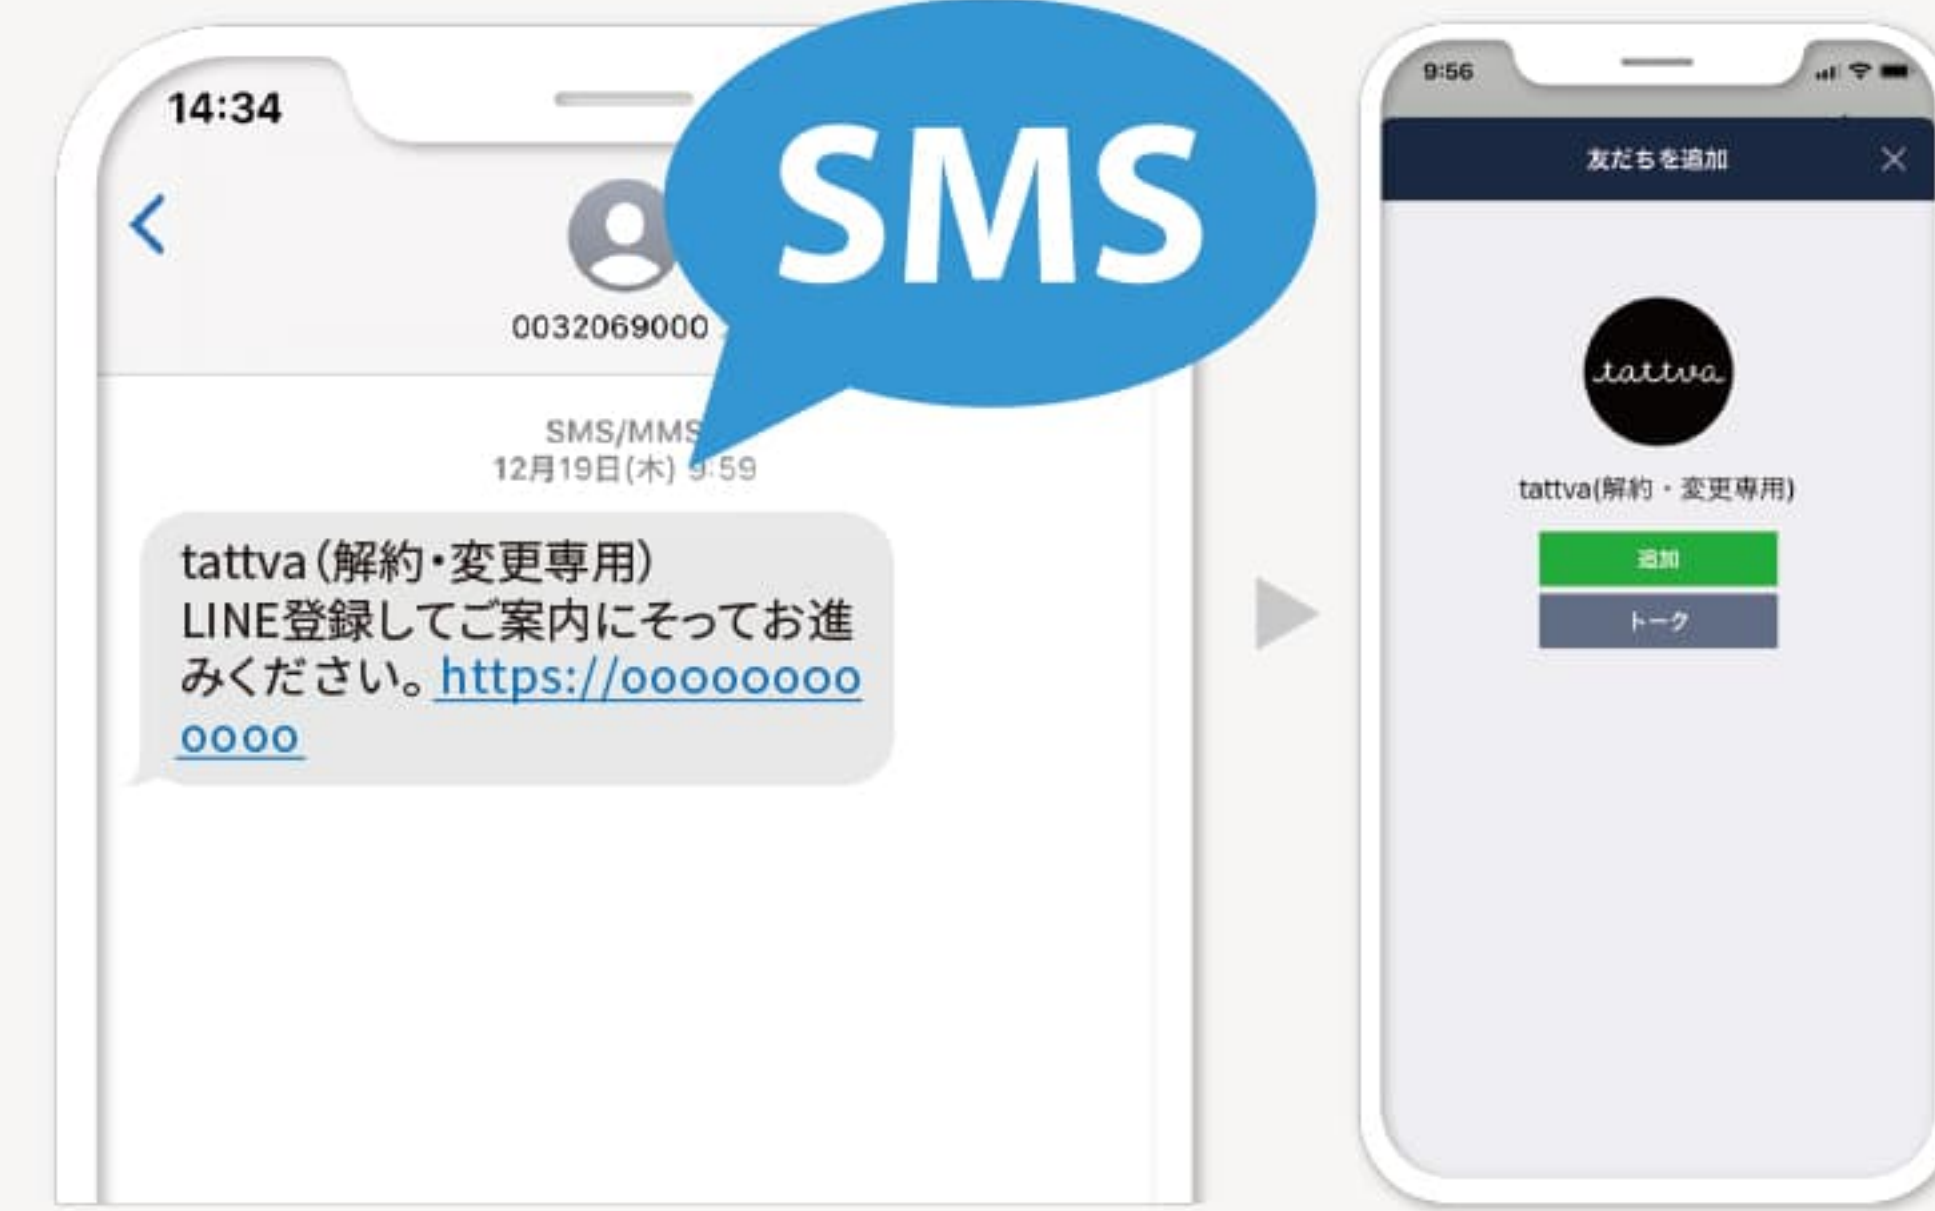 14:34
SMS
0032069000
SMS/MMS
12月19日(木) 9:59
tattva(解約・変更専用)
LINE登録してご案内にそってお進
みください。 https://oooooooo
oooo
9:56
友だちを追加
tattva
tattva(解約・変更専用)
追加
トーク